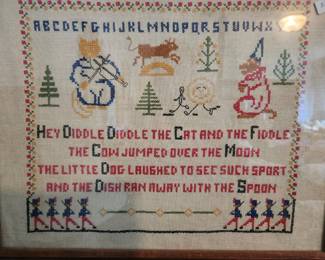 ABCDEFGHIJKLMNOPQRSTUVWX
HEY DIDDLE DIDDLE THE CAT AND THE FIDDLE
THE COW JUMPED OVER THE MOON
THE LITTLE DOG LAUGHED TO SEE SUCH SPORT
AND THE DISH RAN AWAY WITH THE SPOON